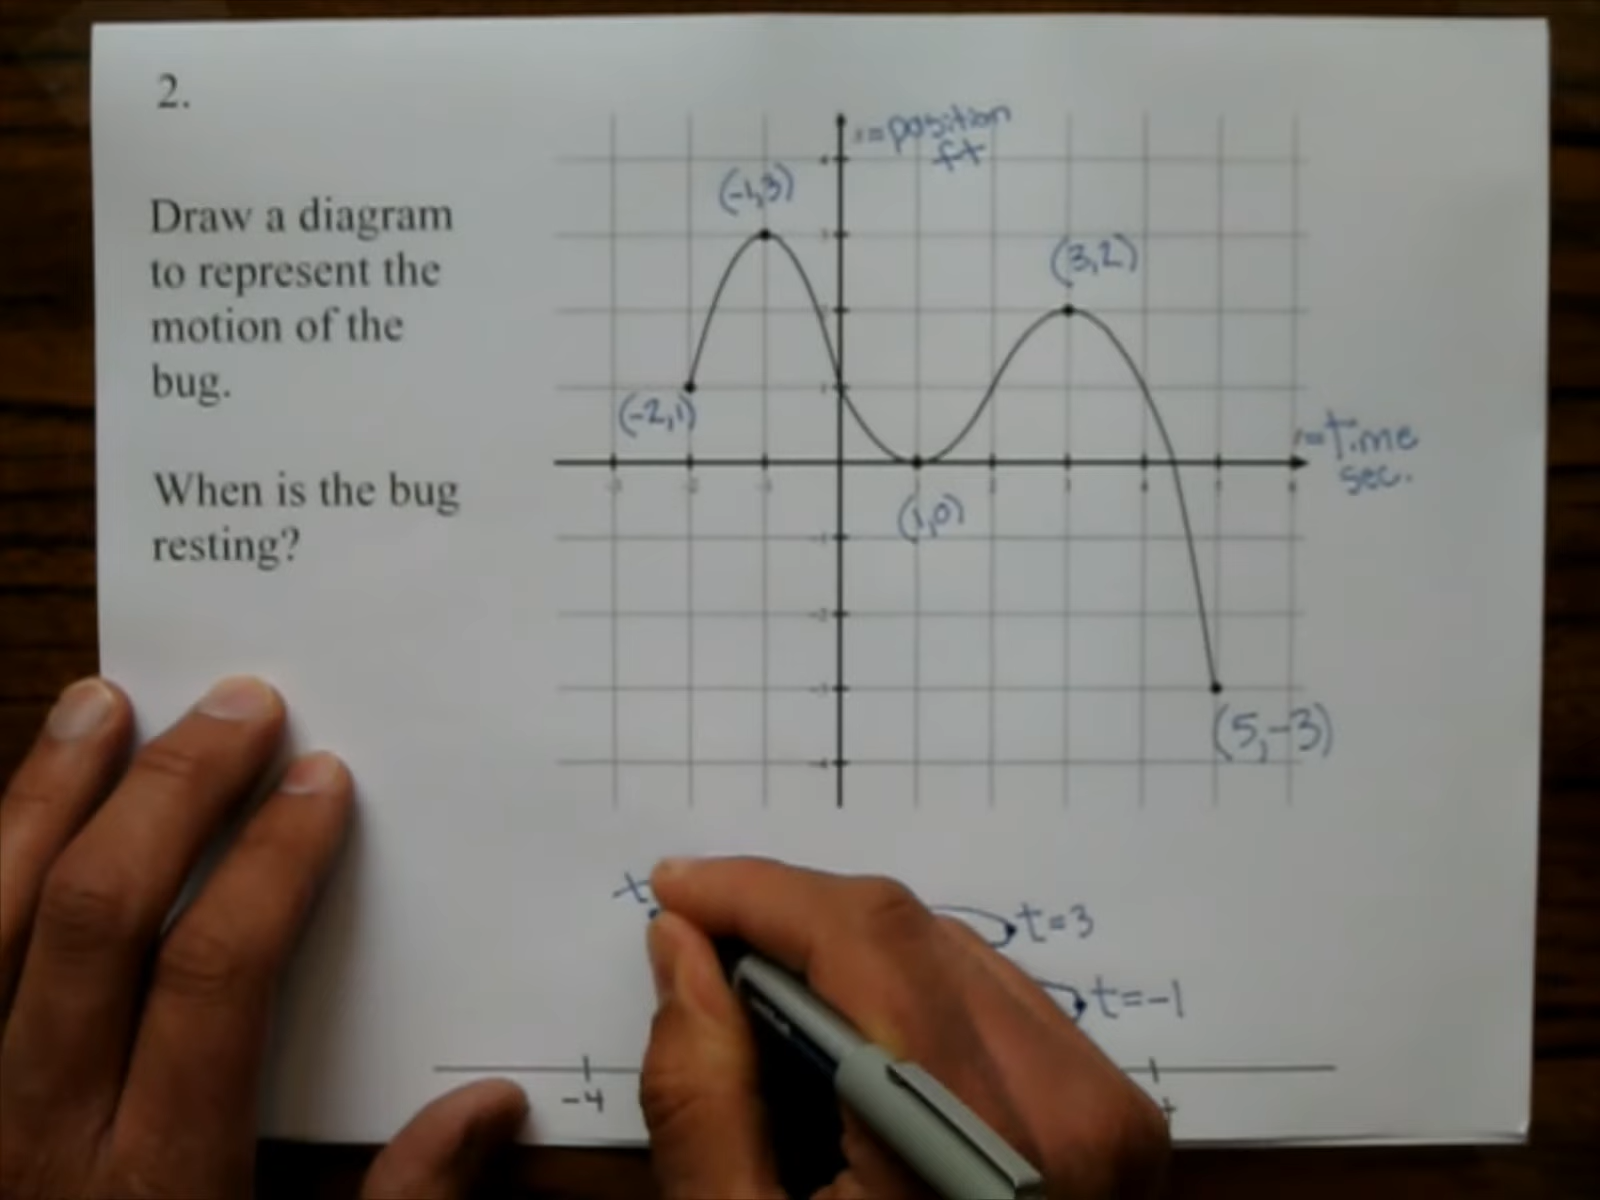 2.
Draw a diagram
to represent the
motion of the
bug.
When is the bug
resting?
=position
ft
(-1,3)
(3,2)
(-2,1)
=time
sec.
(1,0)
(5,-3)
t
t=3
t=-1
-4